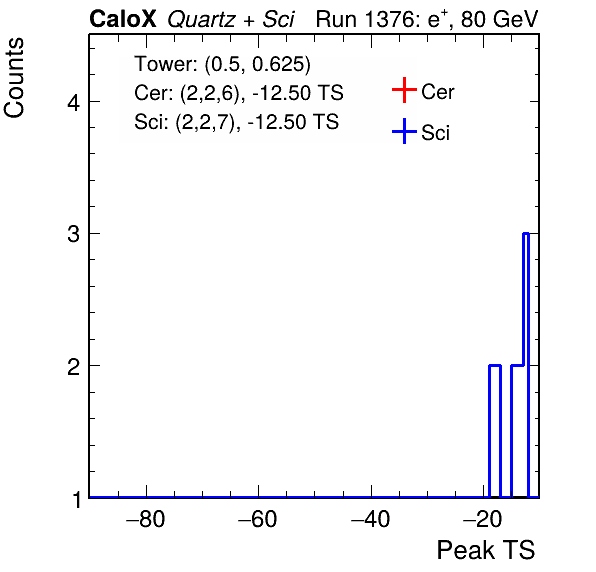 CaloX Quartz + Sci Run 1376: e+, 80 GeV
Counts
Tower: (0.5, 0.625)
Cer: (2,2,6), -12.50 TS
Sci: (2,2,7), -12.50 TS
Cer
Sci
4
3
2
1
−80 −60 −40 −20
Peak TS